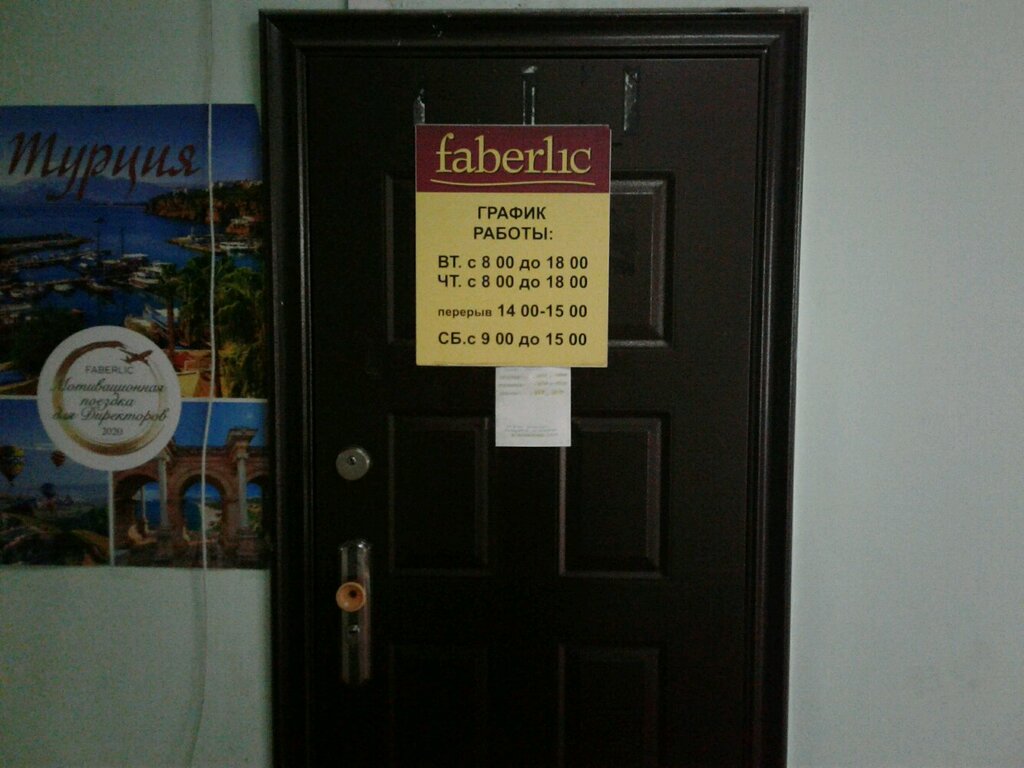 Турция
FABERLIC
Мотивационная
поездка
для Директоров
2020
faberlic
ГРАФИК
РАБОТЫ:
ВТ. с 8 00 до 18 00
ЧТ. с 8 00 до 18 00
перерыв 14 00-15 00
СБ.с 9 00 до 15 00